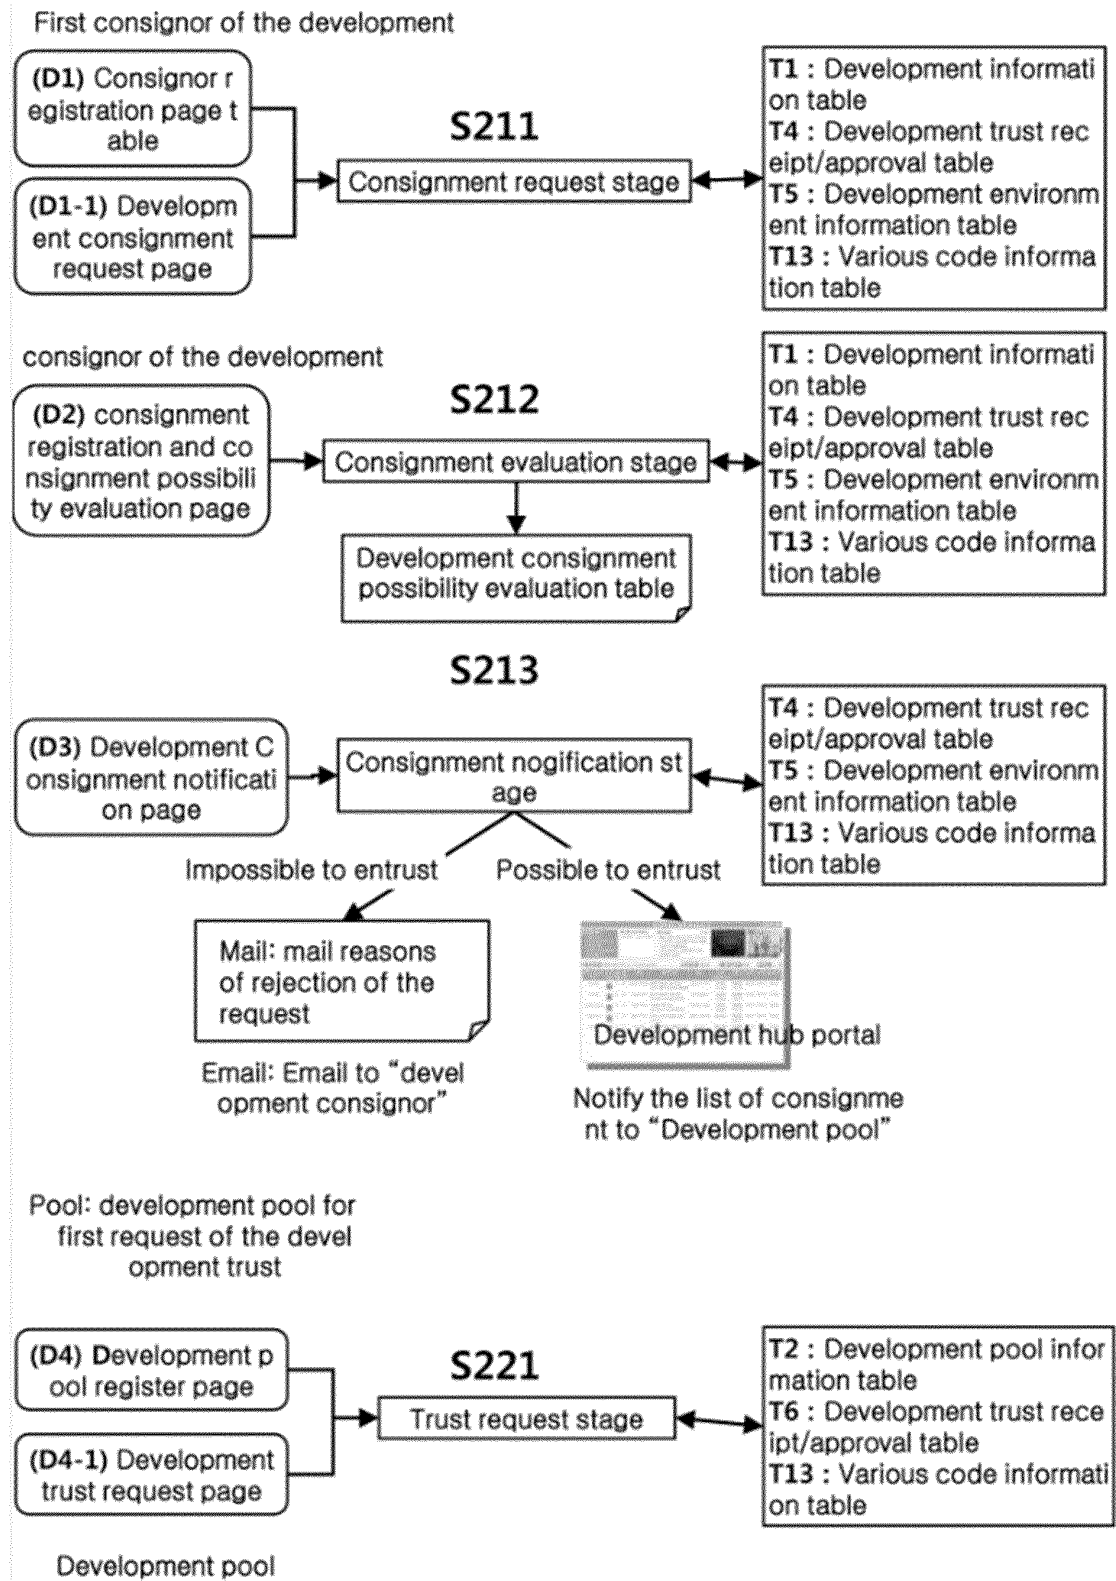 First consignor of the development
(D1) Consignor r
egistration page t
able
S211
Consignment request stage
(D1-1) Developm
ent consignment
request page
T1 : Development informati
on table
T4 : Development trust rec
eipt/approval table
T5 : Development environm
ent information table
T13 : Various code informa
tion table
consignor of the development
(D2) consignment
registration and co
nsignment possibili
ty evaluation page
S212
Consignment evaluation stage
Development consignment
possibility evaluation table
T1 : Development informati
on table
T4 : Development trust rec
eipt/approval table
T5 : Development environm
ent information table
T13 : Various code informa
tion table
S213
(D3) Development C
onsignment notificati
on page
Consignment nogification st
age
T4 : Development trust rec
eipt/approval table
T5 : Development environm
ent information table
T13 : Various code informa
tion table
Impossible to entrust
Possible to entrust
Mail: mail reasons
of rejection of the
request
Email: Email to “devel
opment consignor”
Development hub portal
Notify the list of consignme
nt to “Development pool”
Pool: development pool for
first request of the devel
opment trust
(D4) Development p
ool register page
S221
Trust request stage
(D4-1) Development
trust request page
T2 : Development pool infor
mation table
T6 : Development trust rece
ipt/approval table
T13 : Various code informati
on table
Development pool